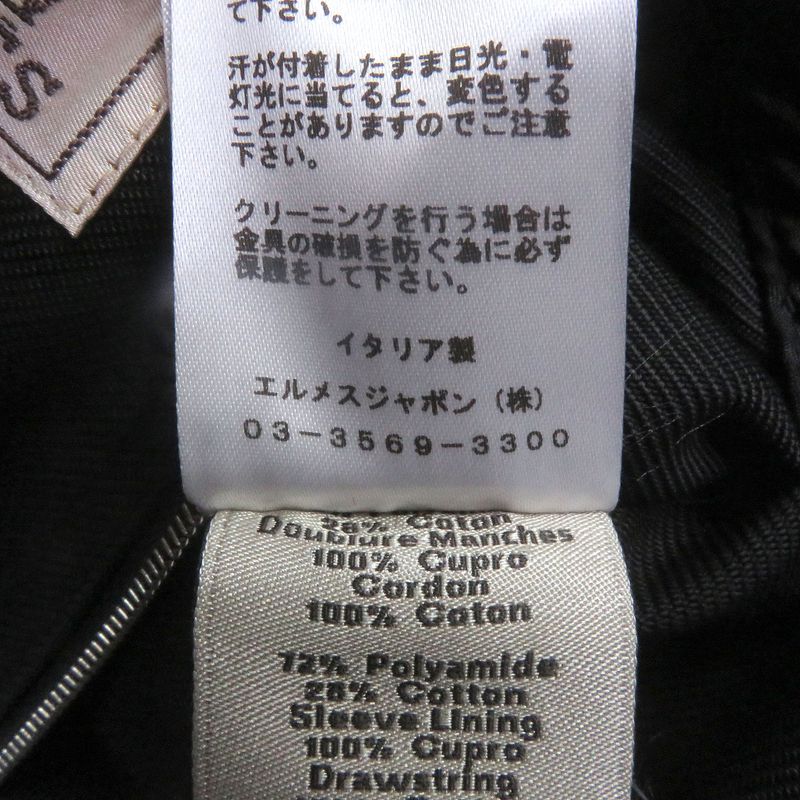 て下さい。
汗が付着したまま日光・電
灯光に当てると、変色する
ことがありますのでご注意
下さい。
クリーニングを行う場合は
金具の破損を防ぐ為に必ず
保護をして下さい。
イタリア製
エルメスジャポン（株）
03－3569－3300
28% Coton
Doublure Manches
100% Cupro
Cordon
100% Coton
72% Polyamide
28% Cotton
Sleeve Lining
100% Cupro
Drawstring